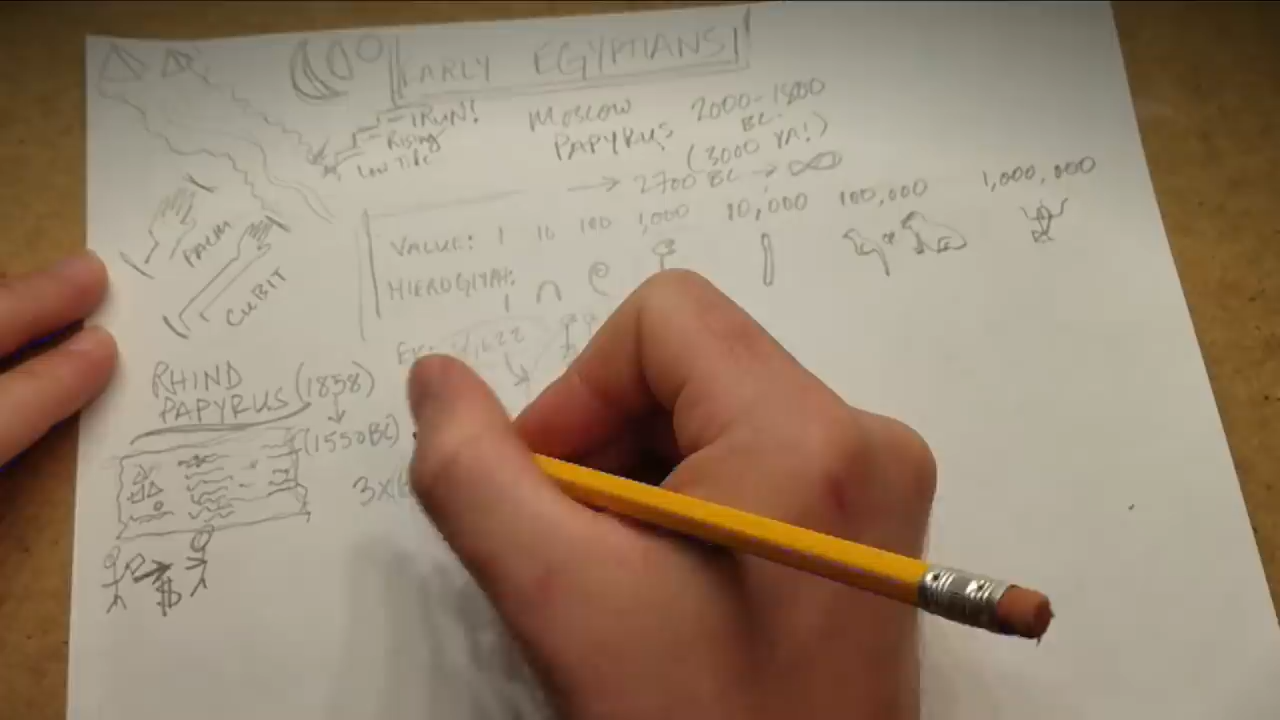 EARLY EGYPTIANS
RUN!
Rising
Low Tide
MOSCOW
PAPYRUS
2000-1800
BC.
(3000 YA!)
→ 2700 BC → ∞
PALM
CUBIT
VALUE: 1 10 100 1,000 10,000 100,000 1,000,000
HIEROGLYPH:
RHIND
PAPYRUS (1858)
(1550BC)
3x(
$